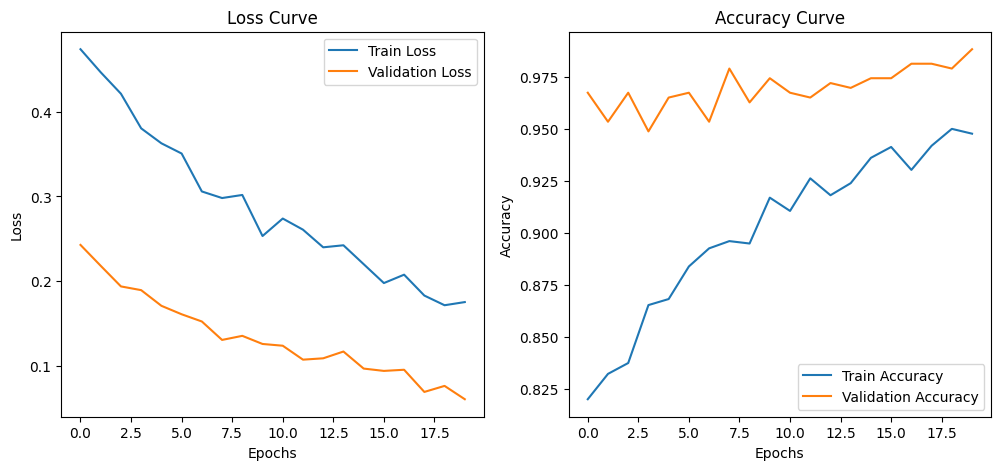 Loss Curve
Train Loss
Validation Loss
0.4
0.3
0.2
0.1
Loss
0.0 2.5 5.0 7.5 10.0 12.5 15.0 17.5
Epochs
Accuracy Curve
0.975
0.950
0.925
0.900
0.875
0.850
0.825
Accuracy
Train Accuracy
Validation Accuracy
0.0 2.5 5.0 7.5 10.0 12.5 15.0 17.5
Epochs